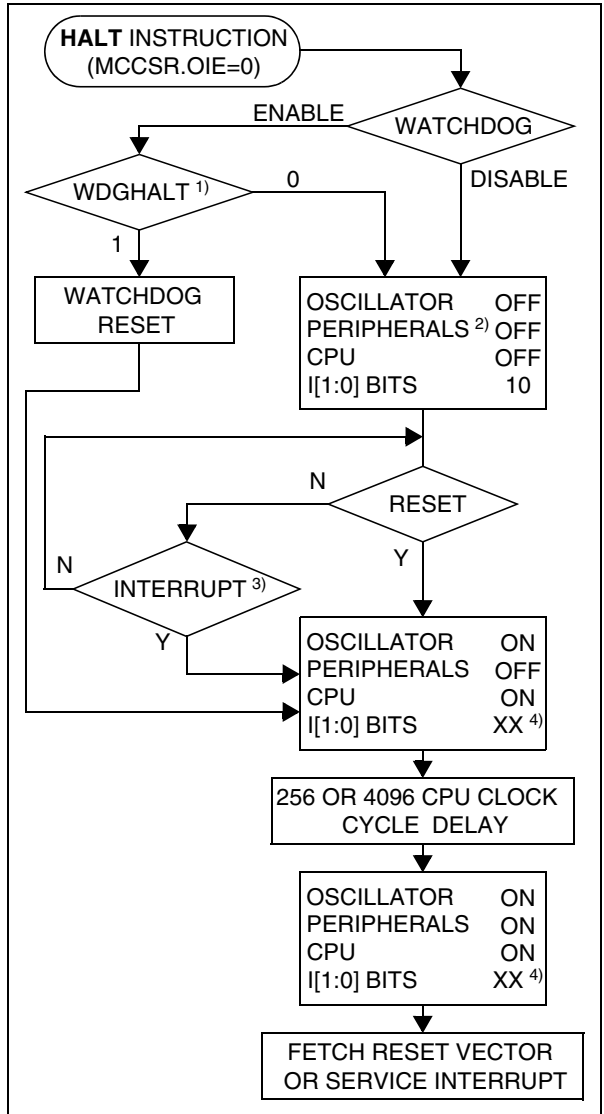 HALT INSTRUCTION
(MCCSR.OIE=0)
ENABLE
WATCHDOG
WDGHALT 1)
0
DISABLE
1
WATCHDOG
RESET
OSCILLATOR OFF
PERIPHERALS 2) OFF
CPU OFF
I[1:0] BITS 10
N
RESET
N
Y
INTERRUPT 3)
Y
OSCILLATOR ON
PERIPHERALS OFF
CPU ON
I[1:0] BITS XX 4)
256 OR 4096 CPU CLOCK
CYCLE DELAY
OSCILLATOR ON
PERIPHERALS ON
CPU ON
I[1:0] BITS XX 4)
FETCH RESET VECTOR
OR SERVICE INTERRUPT